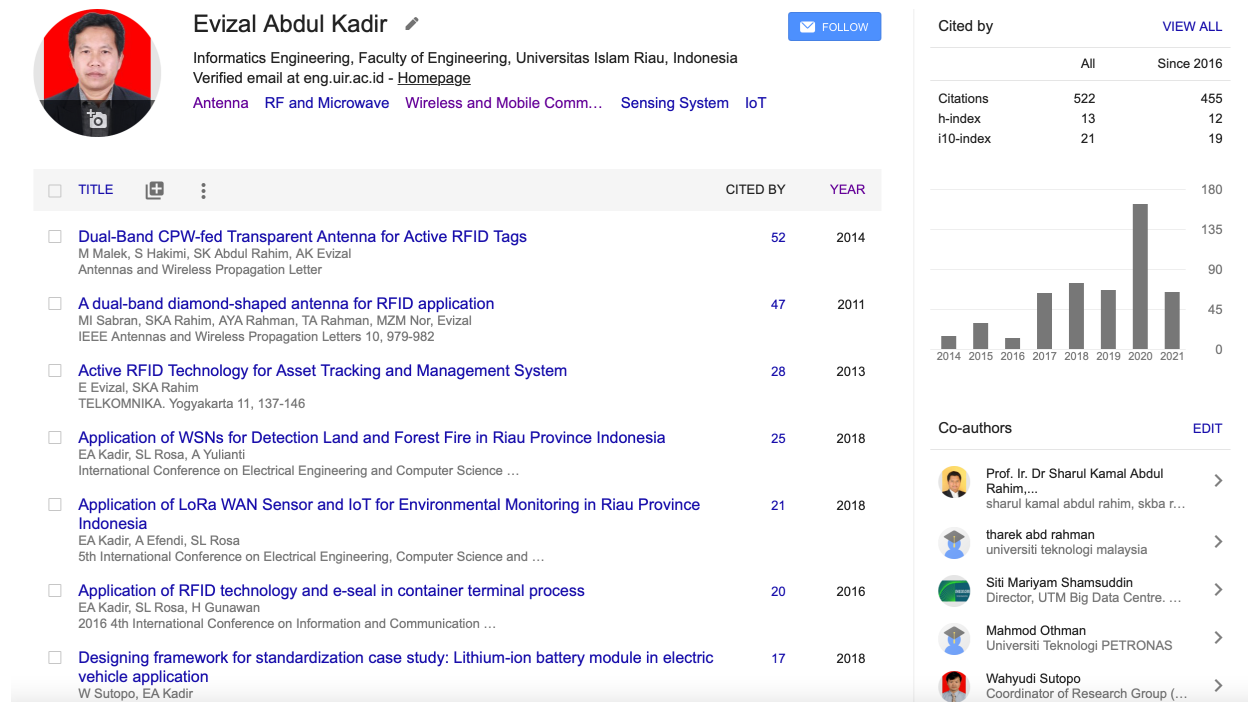 Evizal Abdul Kadir
FOLLOW
Informatics Engineering, Faculty of Engineering, Universitas Islam Riau, Indonesia
Verified email at eng.uir.ac.id - Homepage
Antenna RF and Microwave Wireless and Mobile Comm… Sensing System IoT
TITLE CITED BY YEAR
Dual-Band CPW-fed Transparent Antenna for Active RFID Tags 52 2014
M Malek, S Hakimi, SK Abdul Rahim, AK Evizal
Antennas and Wireless Propagation Letter
A dual-band diamond-shaped antenna for RFID application 47 2011
MI Sabran, SKA Rahim, AYA Rahman, TA Rahman, MZM Nor, Evizal
IEEE Antennas and Wireless Propagation Letters 10, 979-982
Active RFID Technology for Asset Tracking and Management System 28 2013
E Evizal, SKA Rahim
TELKOMNIKA. Yogyakarta 11, 137-146
Application of WSNs for Detection Land and Forest Fire in Riau Province Indonesia 25 2018
EA Kadir, SL Rosa, A Yulianti
International Conference on Electrical Engineering and Computer Science …
Application of LoRa WAN Sensor and IoT for Environmental Monitoring in Riau Province 21 2018
Indonesia
EA Kadir, A Efendi, SL Rosa
5th International Conference on Electrical Engineering, Computer Science and …
Application of RFID technology and e-seal in container terminal process 20 2016
EA Kadir, SL Rosa, H Gunawan
2016 4th International Conference on Information and Communication …
Designing framework for standardization case study: Lithium-ion battery module in electric 17 2018
vehicle application
W Sutopo, EA Kadir
Cited by VIEW ALL
All Since 2016
Citations 522 455
h-index 13 12
i10-index 21 19
180
135
90
45
0
2014 2015 2016 2017 2018 2019 2020 2021
Co-authors EDIT
Prof. Ir. Dr Sharul Kamal Abdul
Rahim,...
sharul kamal abdul rahim, skba r…
tharek abd rahman
universiti teknologi malaysia
Siti Mariyam Shamsuddin
Director, UTM Big Data Centre. …
Mahmod Othman
Universiti Teknologi PETRONAS
Wahyudi Sutopo
Coordinator of Research Group (…